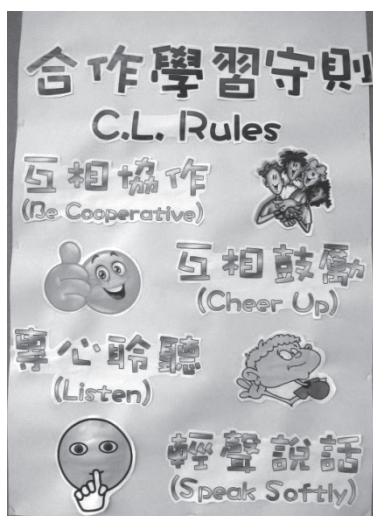 合作學習守則
C.L. Rules
互相協作
(Be Cooperative)
互相鼓勵
(Cheer Up)
專心聆聽
(Listen)
輕聲說話
(Speak Softly)